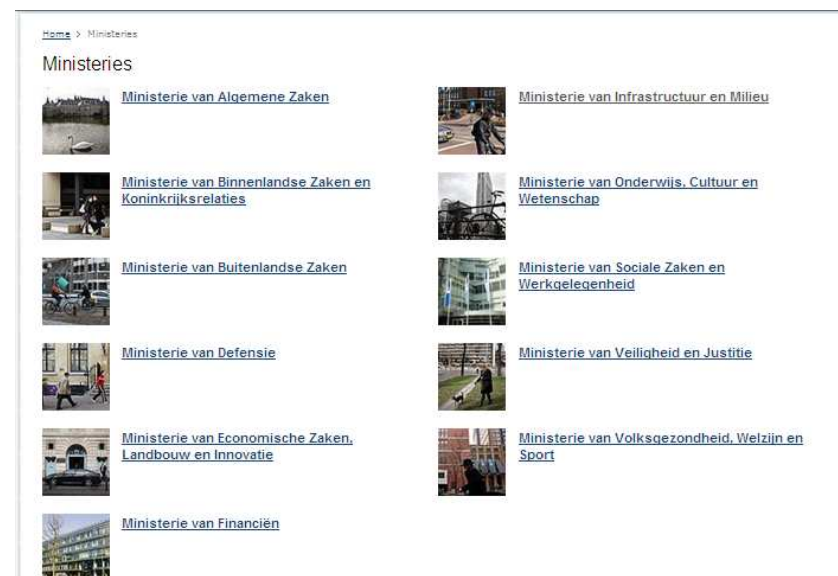 Home > Ministeries
Ministeries
Ministerie van Algemene Zaken
Ministerie van Binnenlandse Zaken en
Koninkrijksrelaties
Ministerie van Buitenlandse Zaken
Ministerie van Defensie
Ministerie van Economische Zaken,
Landbouw en Innovatie
Ministerie van Financiën
Ministerie van Infrastructuur en Milieu
Ministerie van Onderwijs, Cultuur en
Wetenschap
Ministerie van Sociale Zaken en
Werkgelegenheid
Ministerie van Veiligheid en Justitie
Ministerie van Volksgezondheid, Welzijn en
Sport